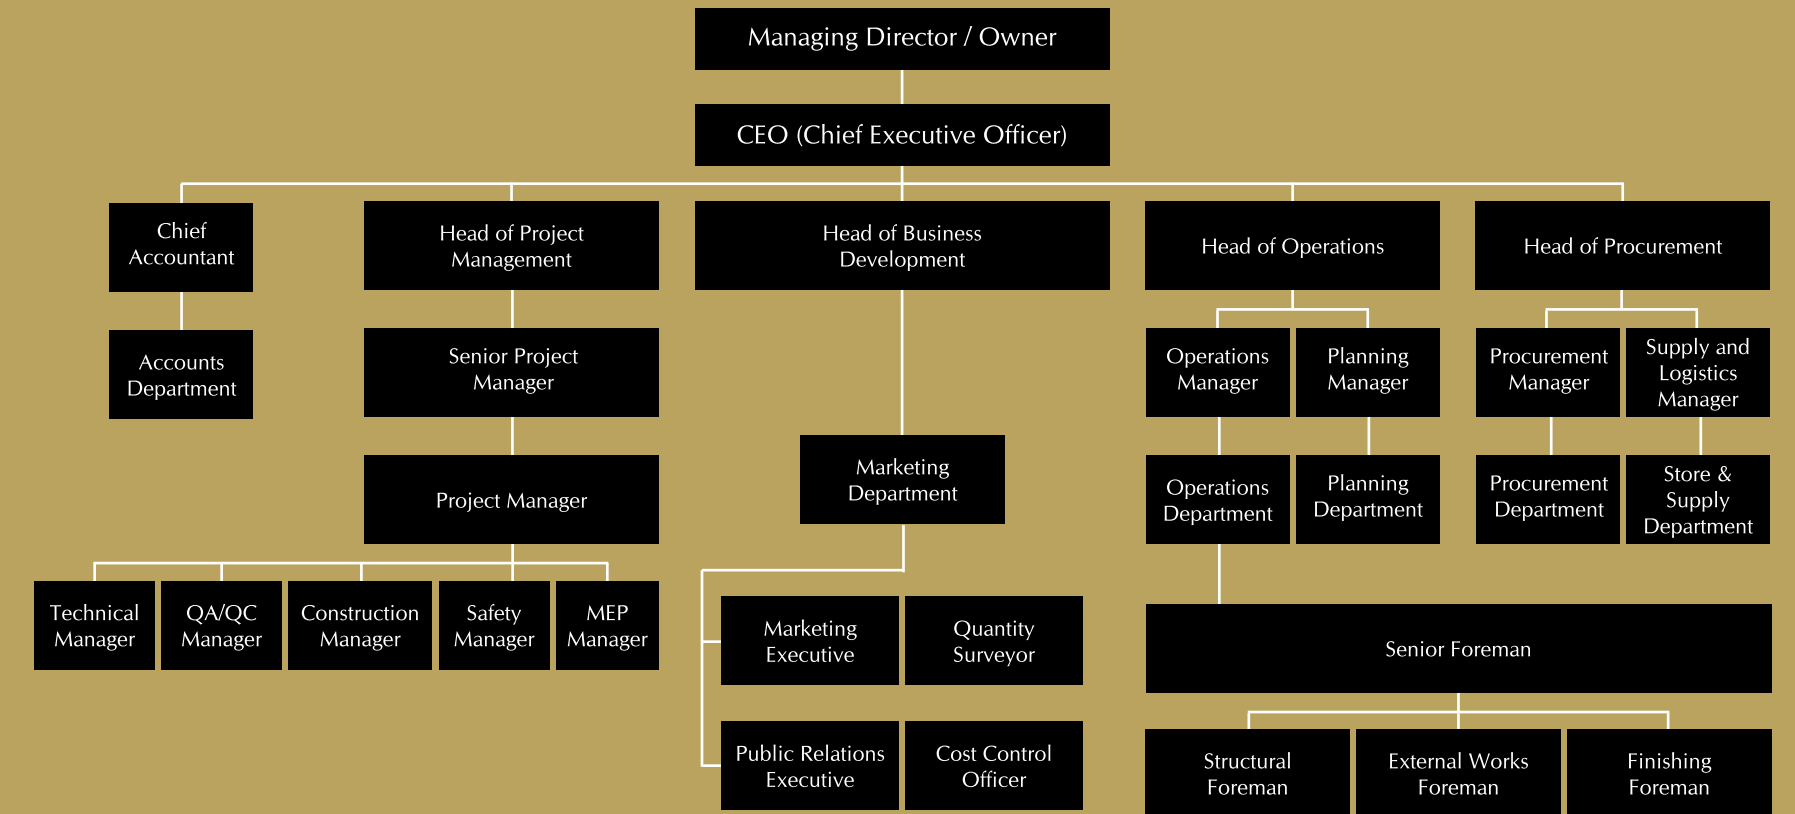 Managing Director / Owner
CEO (Chief Executive Officer)
Chief
Accountant
Head of Project
Management
Head of Business
Development
Head of Operations
Head of Procurement
Accounts
Department
Senior Project
Manager
Operations
Manager
Planning
Manager
Procurement
Manager
Supply and
Logistics
Manager
Project Manager
Marketing
Department
Operations
Department
Planning
Department
Procurement
Department
Store &
Supply
Department
Technical
Manager
QA/QC
Manager
Construction
Manager
Safety
Manager
MEP
Manager
Marketing
Executive
Quantity
Surveyor
Senior Foreman
Public Relations
Executive
Cost Control
Officer
Structural
Foreman
External Works
Foreman
Finishing
Foreman